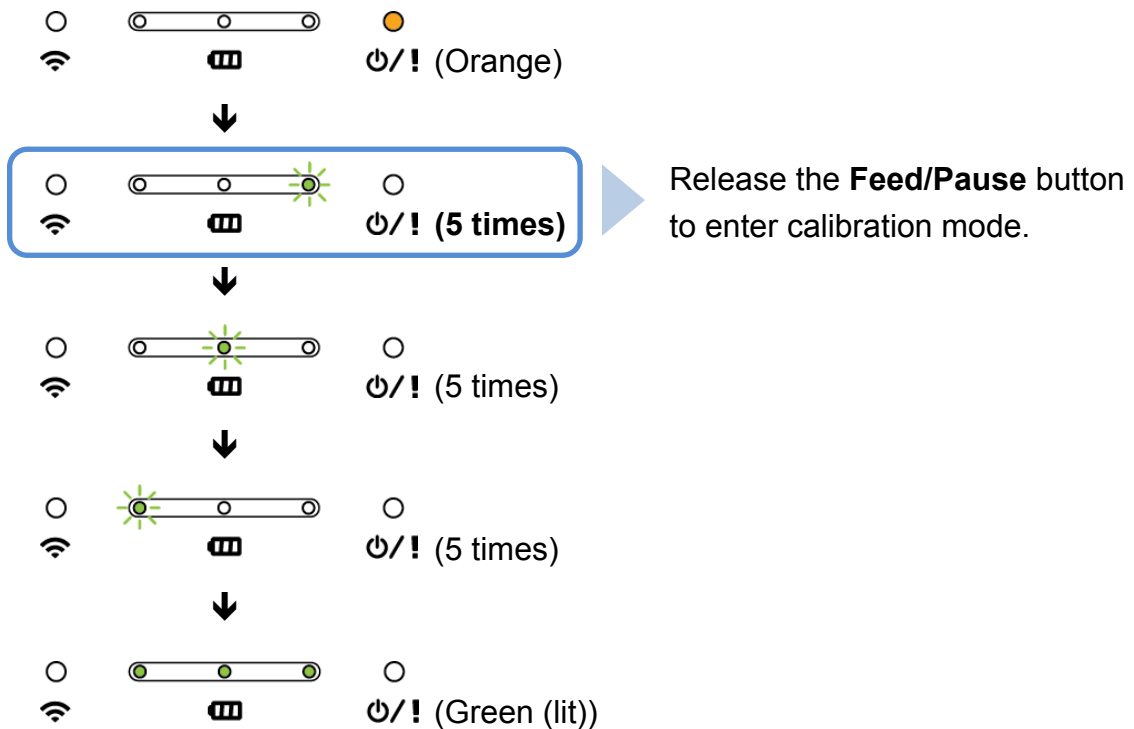 (Orange)
(5 times)
Release the Feed/Pause button
to enter calibration mode.
(5 times)
(5 times)
(Green (lit))